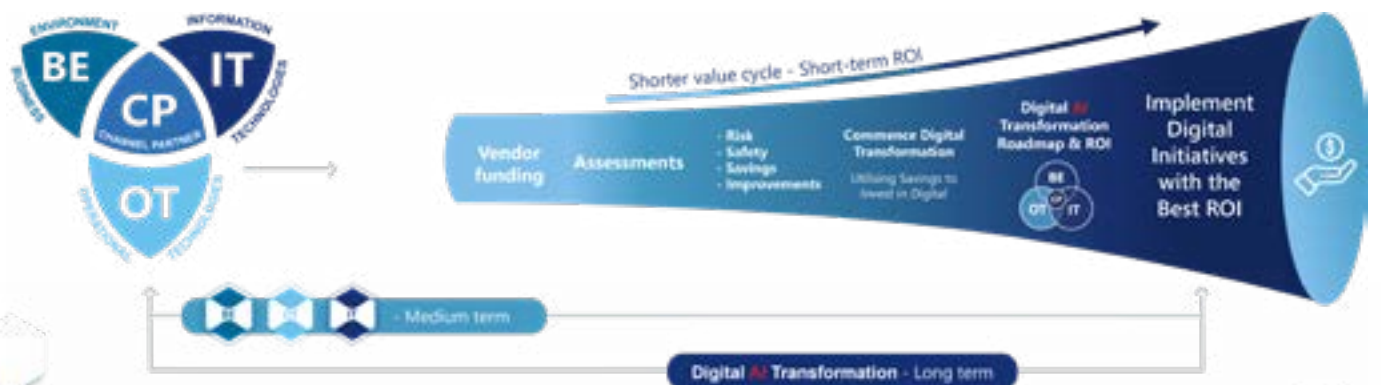 ENVIRONMENT
BUSINESS
BE
INFORMATION
TECHNOLOGIES
IT
CP
CHANNEL PARTNER
OT
OPERATIONAL
TECHNOLOGIES
Shorter value cycle - Short-term ROI
Vendor
funding
Assessments
- Risk
- Safety
- Savings
- Improvements
Commence Digital
Transformation
Utilising Savings to
Invest in Digital
Digital AI
Transformation
Roadmap & ROI
BE
OT
CP
IT
Implement
Digital
Initiatives
with the
Best ROI
$
- Medium term
Digital AI Transformation - Long term